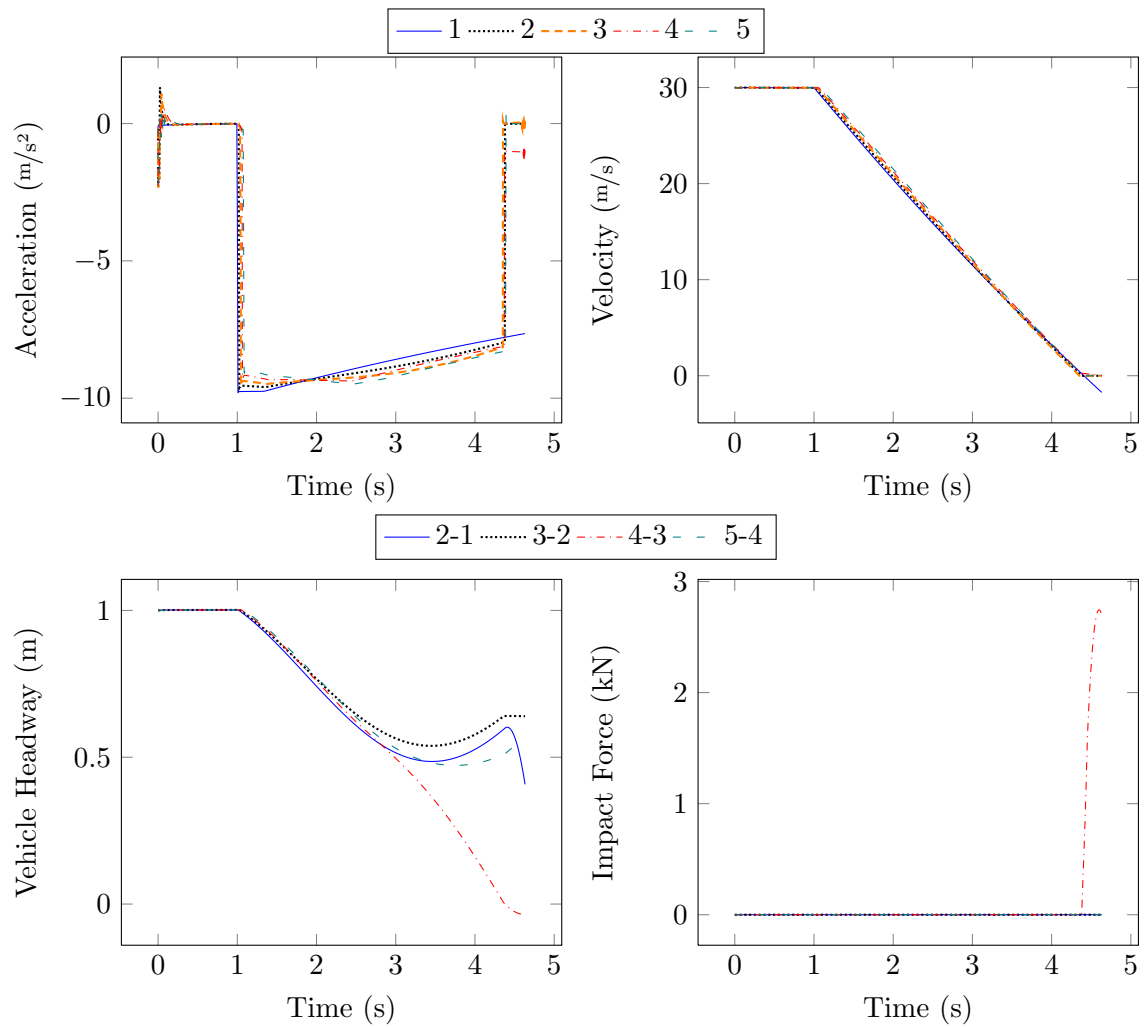 1 2 3 4 5
0
−5
−10
Acceleration (m/s²)
0 1 2 3 4 5
Time (s)
30
20
10
0
Velocity (m/s)
0 1 2 3 4 5
Time (s)
2-1 3-2 4-3 5-4
1
0.5
0
Vehicle Headway (m)
0 1 2 3 4 5
Time (s)
3
2
1
0
Impact Force (kN)
0 1 2 3 4 5
Time (s)